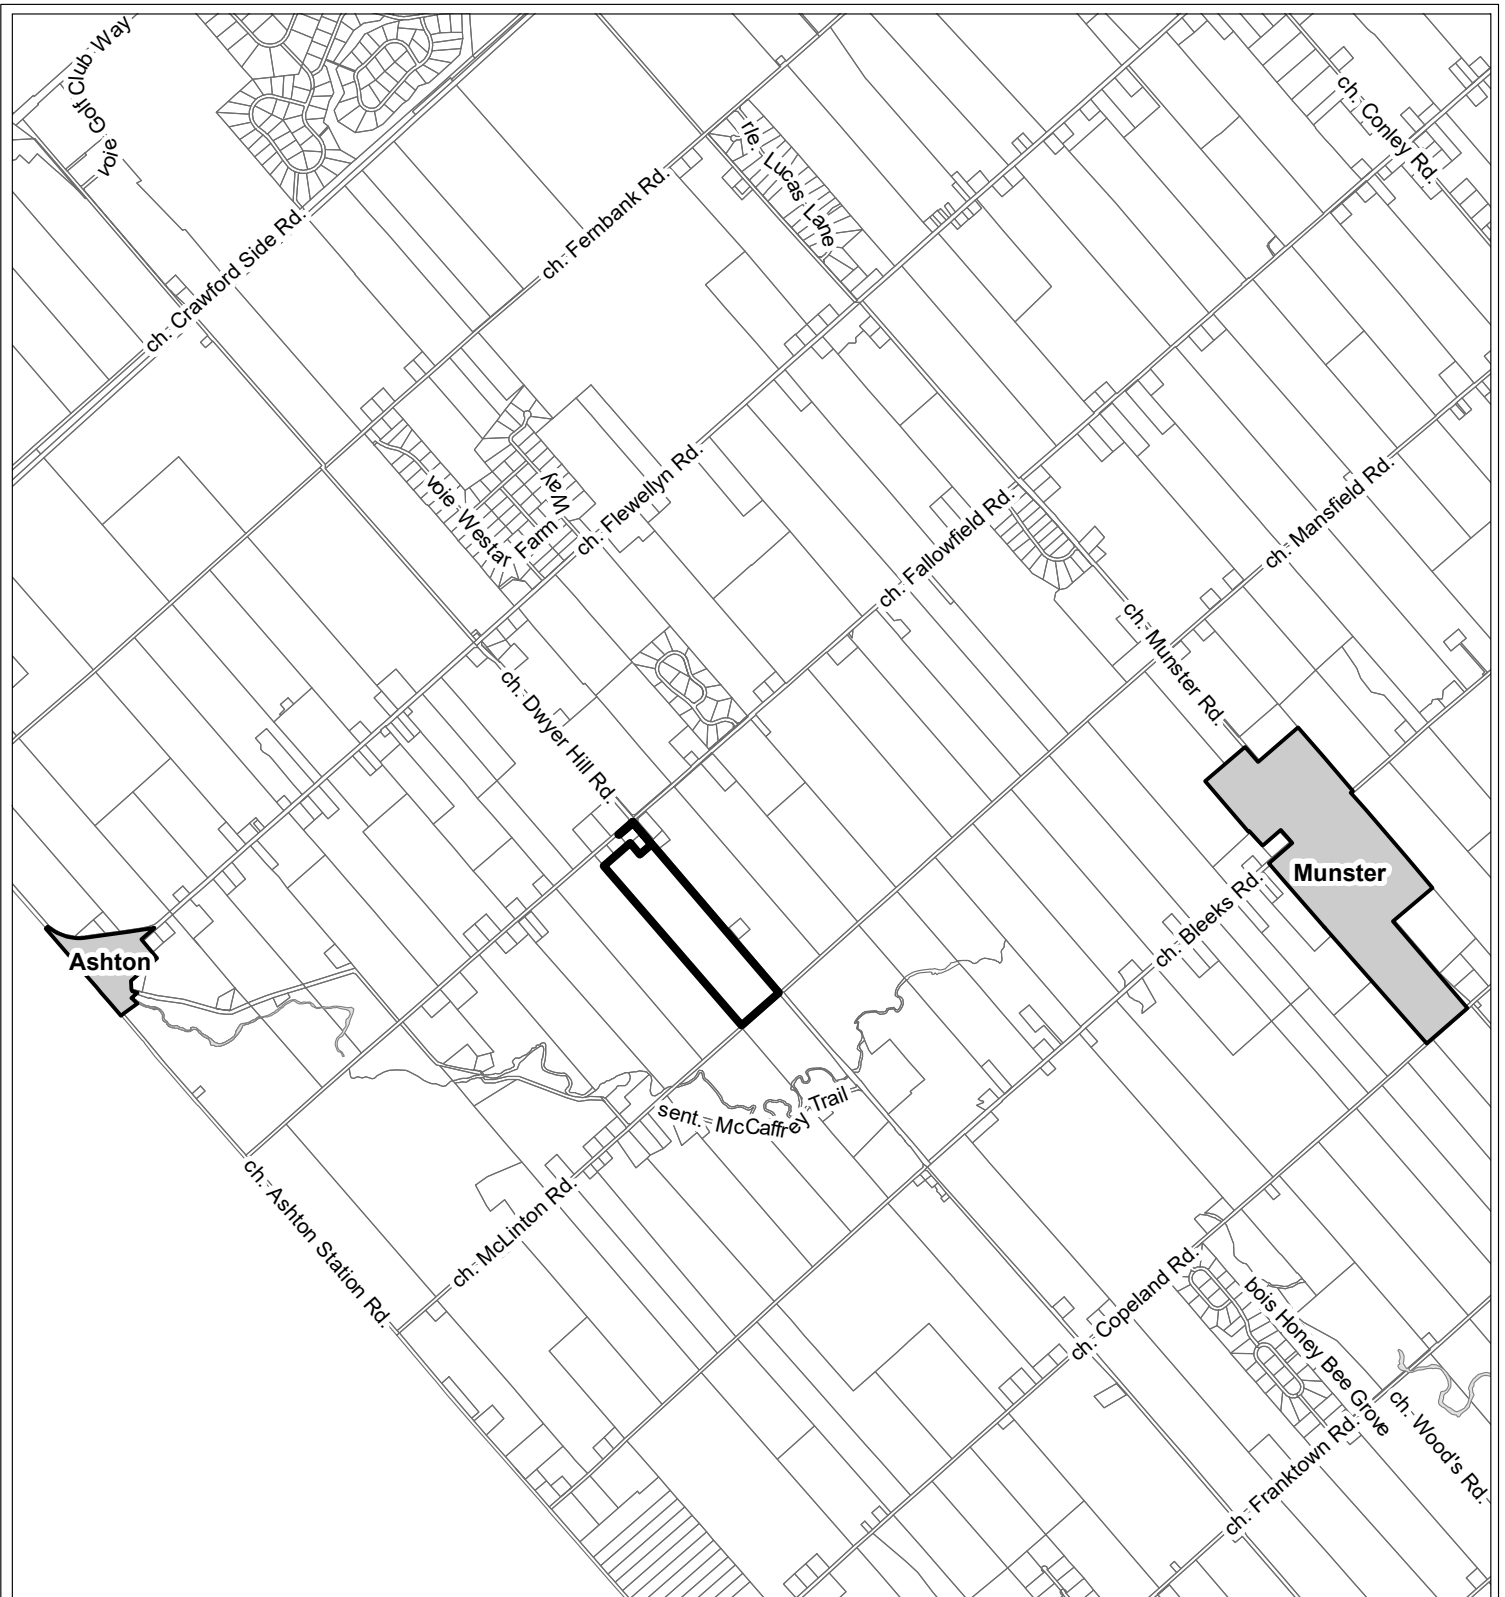 voie Golf Club Way
ch. Conley Rd.
rle. Lucas Lane
ch. Fernbank Rd.
ch. Crawford Side Rd.
ch. Flewellyn Rd.
voie Westar Farm Way
ch. Fallowfield Rd.
ch. Mansfield Rd.
ch. Munster Rd.
ch. Dwyer Hill Rd.
Munster
ch. Bleeks Rd.
Ashton
sent. McCaffrey Trail
ch. Ashton Station Rd.
ch. McLinton Rd.
ch. Copeland Rd.
bois Honey Bee Grove
ch. Wood's Rd.
ch. Franktown Rd.